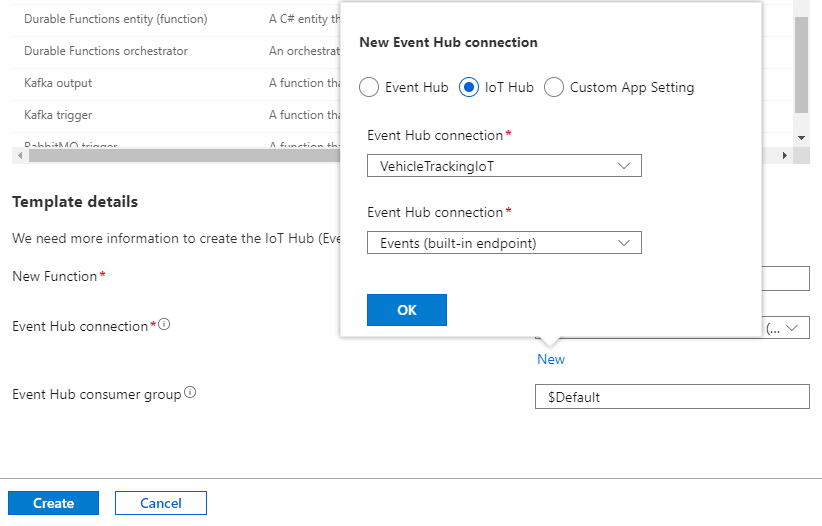 Durable Functions entity (function) A C# entity th
Durable Functions orchestrator An orchestrat
Kafka output A function tha
Kafka trigger A function tha
RabbitMQ trigger A function tha
New Event Hub connection
Event Hub IoT Hub Custom App Setting
Event Hub connection*
VehicleTrackingIoT
Event Hub connection*
Events (built-in endpoint)
OK
Template details
We need more information to create the IoT Hub (Eve
New Function*
Event Hub connection*
(...
New
Event Hub consumer group
$Default
Create Cancel